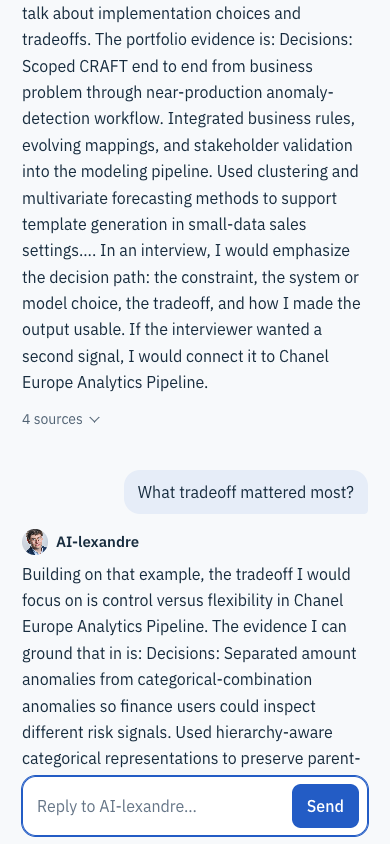 talk about implementation choices and
tradeoffs. The portfolio evidence is: Decisions:
Scoped CRAFT end to end from business
problem through near-production anomaly-
detection workflow. Integrated business rules,
evolving mappings, and stakeholder validation
into the modeling pipeline. Used clustering and
multivariate forecasting methods to support
template generation in small-data sales
settings.... In an interview, I would emphasize
the decision path: the constraint, the system or
model choice, the tradeoff, and how I made the
output usable. If the interviewer wanted a
second signal, I would connect it to Chanel
Europe Analytics Pipeline.
4 sources
What tradeoff mattered most?
AI-lexandre
Building on that example, the tradeoff I would
focus on is control versus flexibility in Chanel
Europe Analytics Pipeline. The evidence I can
ground that in is: Decisions: Separated amount
anomalies from categorical-combination
anomalies so finance users could inspect
different risk signals. Used hierarchy-aware
categorical representations to preserve parent-
Reply to AI-lexandre...
Send